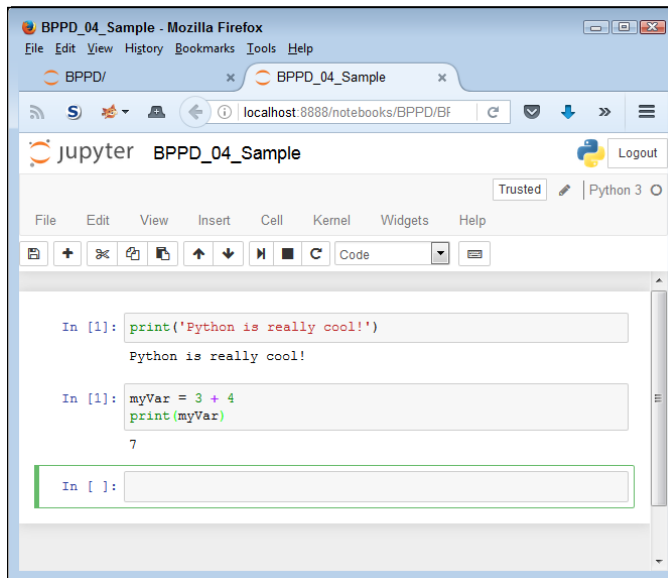 BPPD_04_Sample - Mozilla Firefox
File Edit View History Bookmarks Tools Help
BPPD/ × BPPD_04_Sample ×
S localhost:8888/notebooks/BPPD/BF
jupyter BPPD_04_Sample Logout
Trusted Python 3
File Edit View Insert Cell Kernel Widgets Help
Code
In [1]: print('Python is really cool!')
Python is really cool!
In [1]: myVar = 3 + 4
print(myVar)
7
In [ ]: